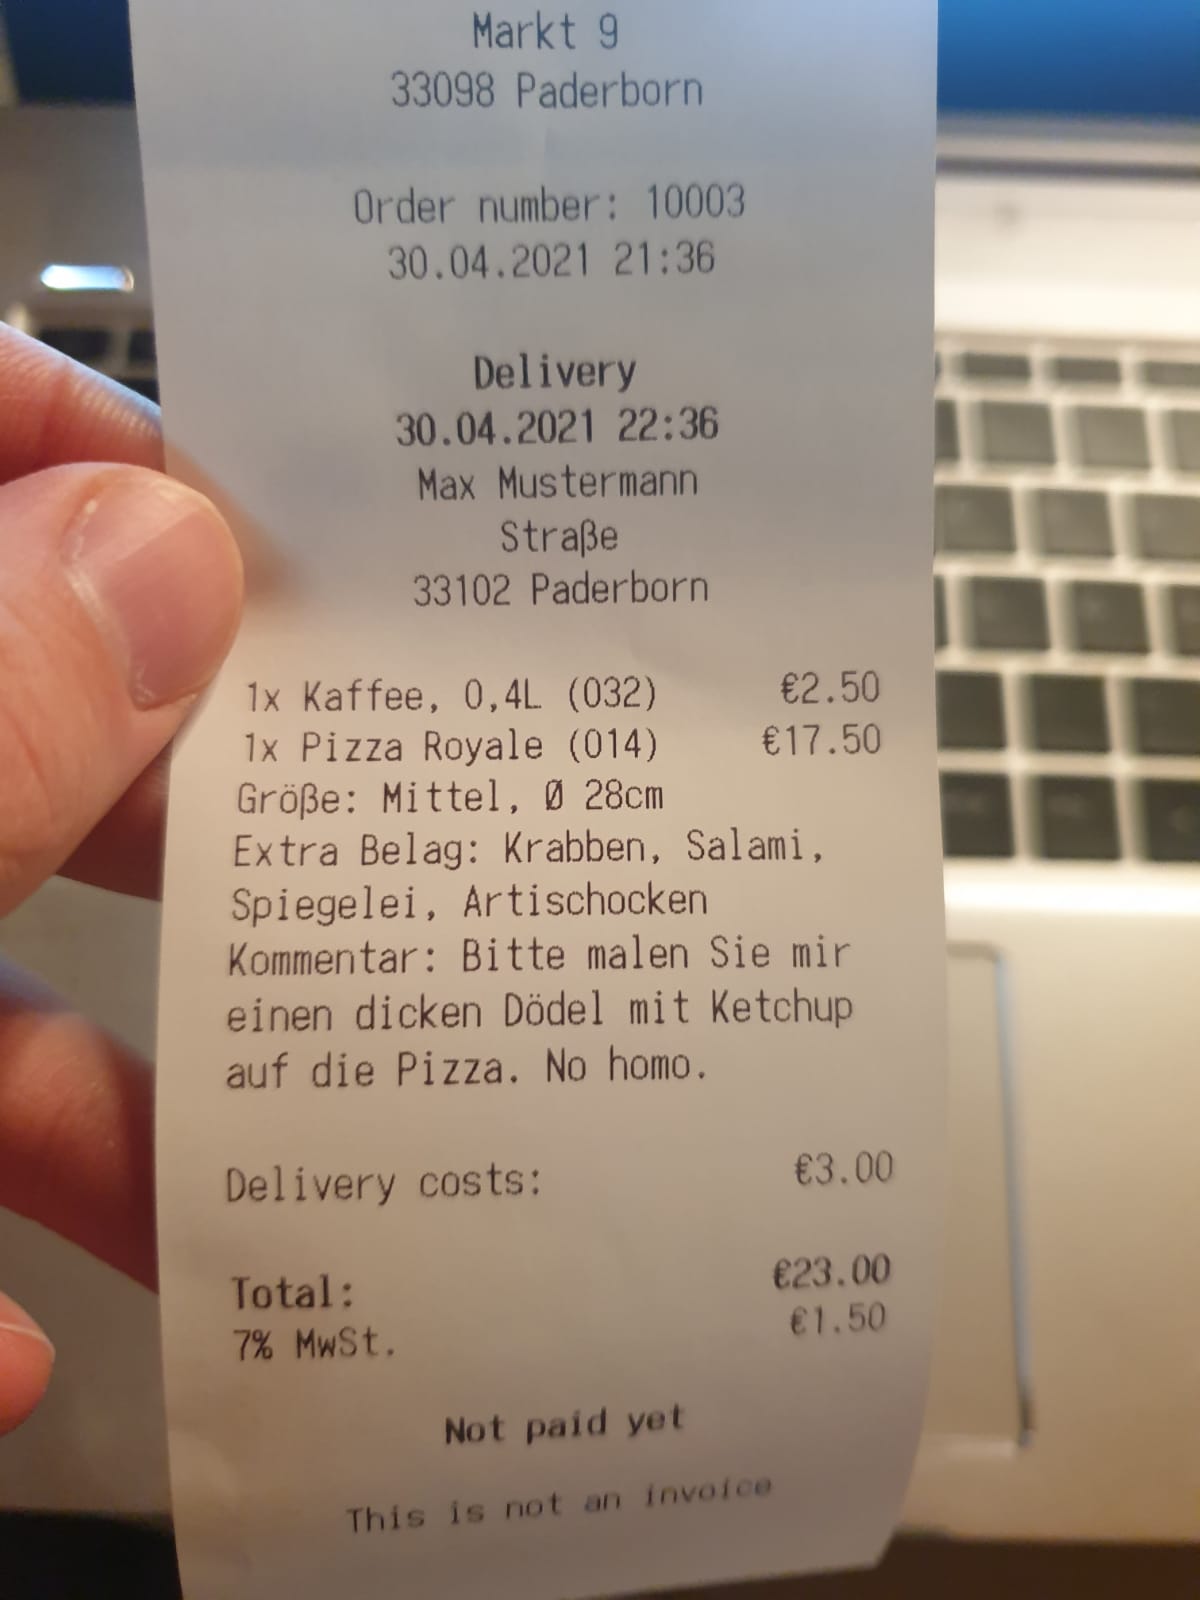 Markt 9
33098 Paderborn
Order number: 10003
30.04.2021 21:36
Delivery
30.04.2021 22:36
Max Mustermann
Straße
33102 Paderborn
1x Kaffee, 0,4L (032) €2.50
1x Pizza Royale (014) €17.50
Größe: Mittel, Ø 28cm
Extra Belag: Krabben, Salami,
Spiegelei, Artischocken
Kommentar: Bitte malen Sie mir
einen dicken Dödel mit Ketchup
auf die Pizza. No homo.
Delivery costs: €3.00
Total: €23.00
7% MwSt. €1.50
Not paid yet
This is not an invoice